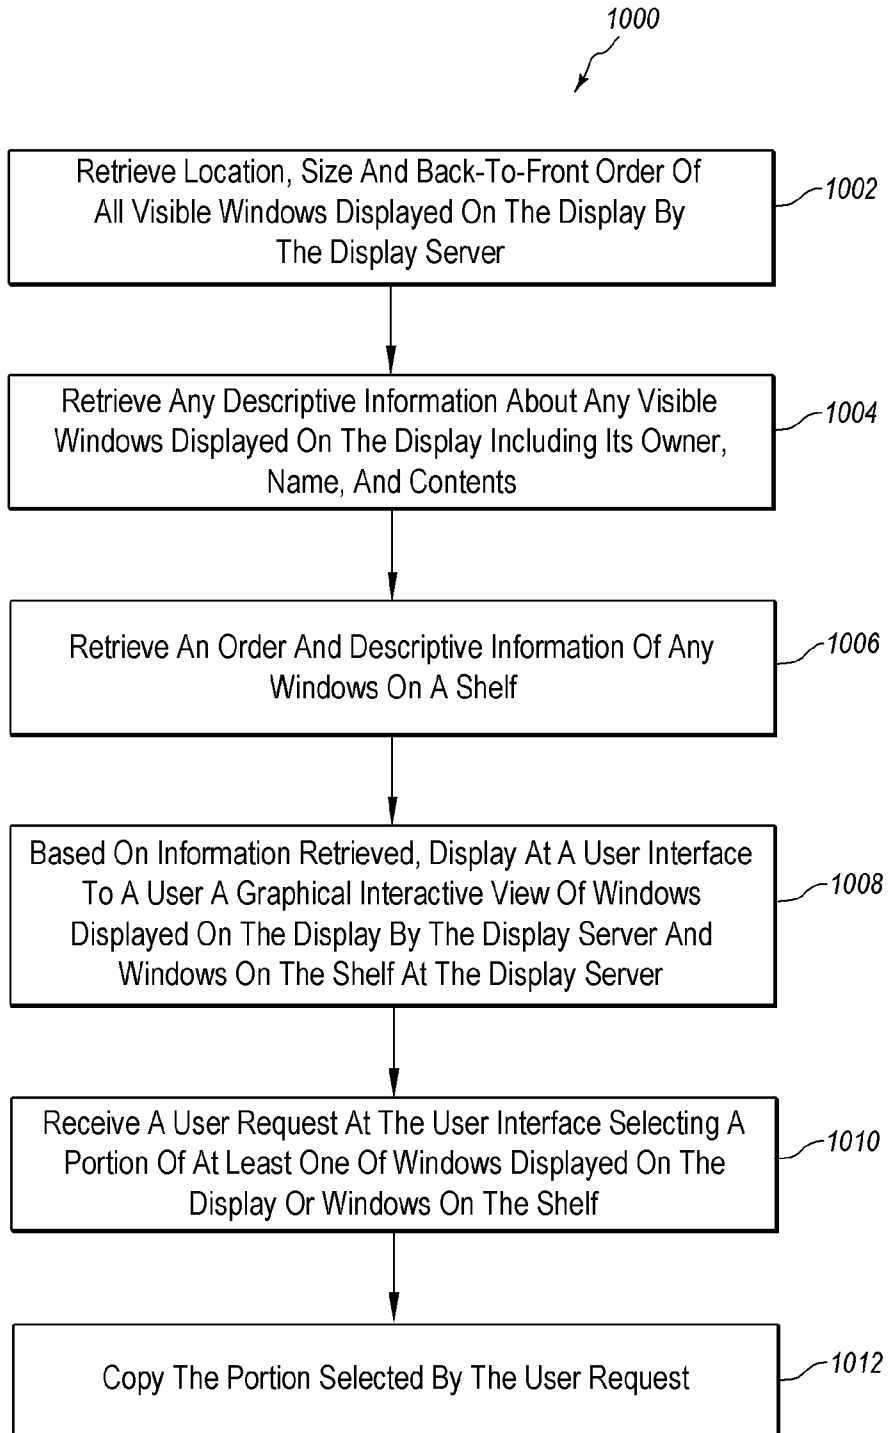 1000
Retrieve Location, Size And Back-To-Front Order Of
All Visible Windows Displayed On The Display By
The Display Server
1002
Retrieve Any Descriptive Information About Any Visible
Windows Displayed On The Display Including Its Owner,
Name, And Contents
1004
Retrieve An Order And Descriptive Information Of Any
Windows On A Shelf
1006
Based On Information Retrieved, Display At A User Interface
To A User A Graphical Interactive View Of Windows
Displayed On The Display By The Display Server And
Windows On The Shelf At The Display Server
1008
Receive A User Request At The User Interface Selecting A
Portion Of At Least One Of Windows Displayed On The
Display Or Windows On The Shelf
1010
Copy The Portion Selected By The User Request
1012